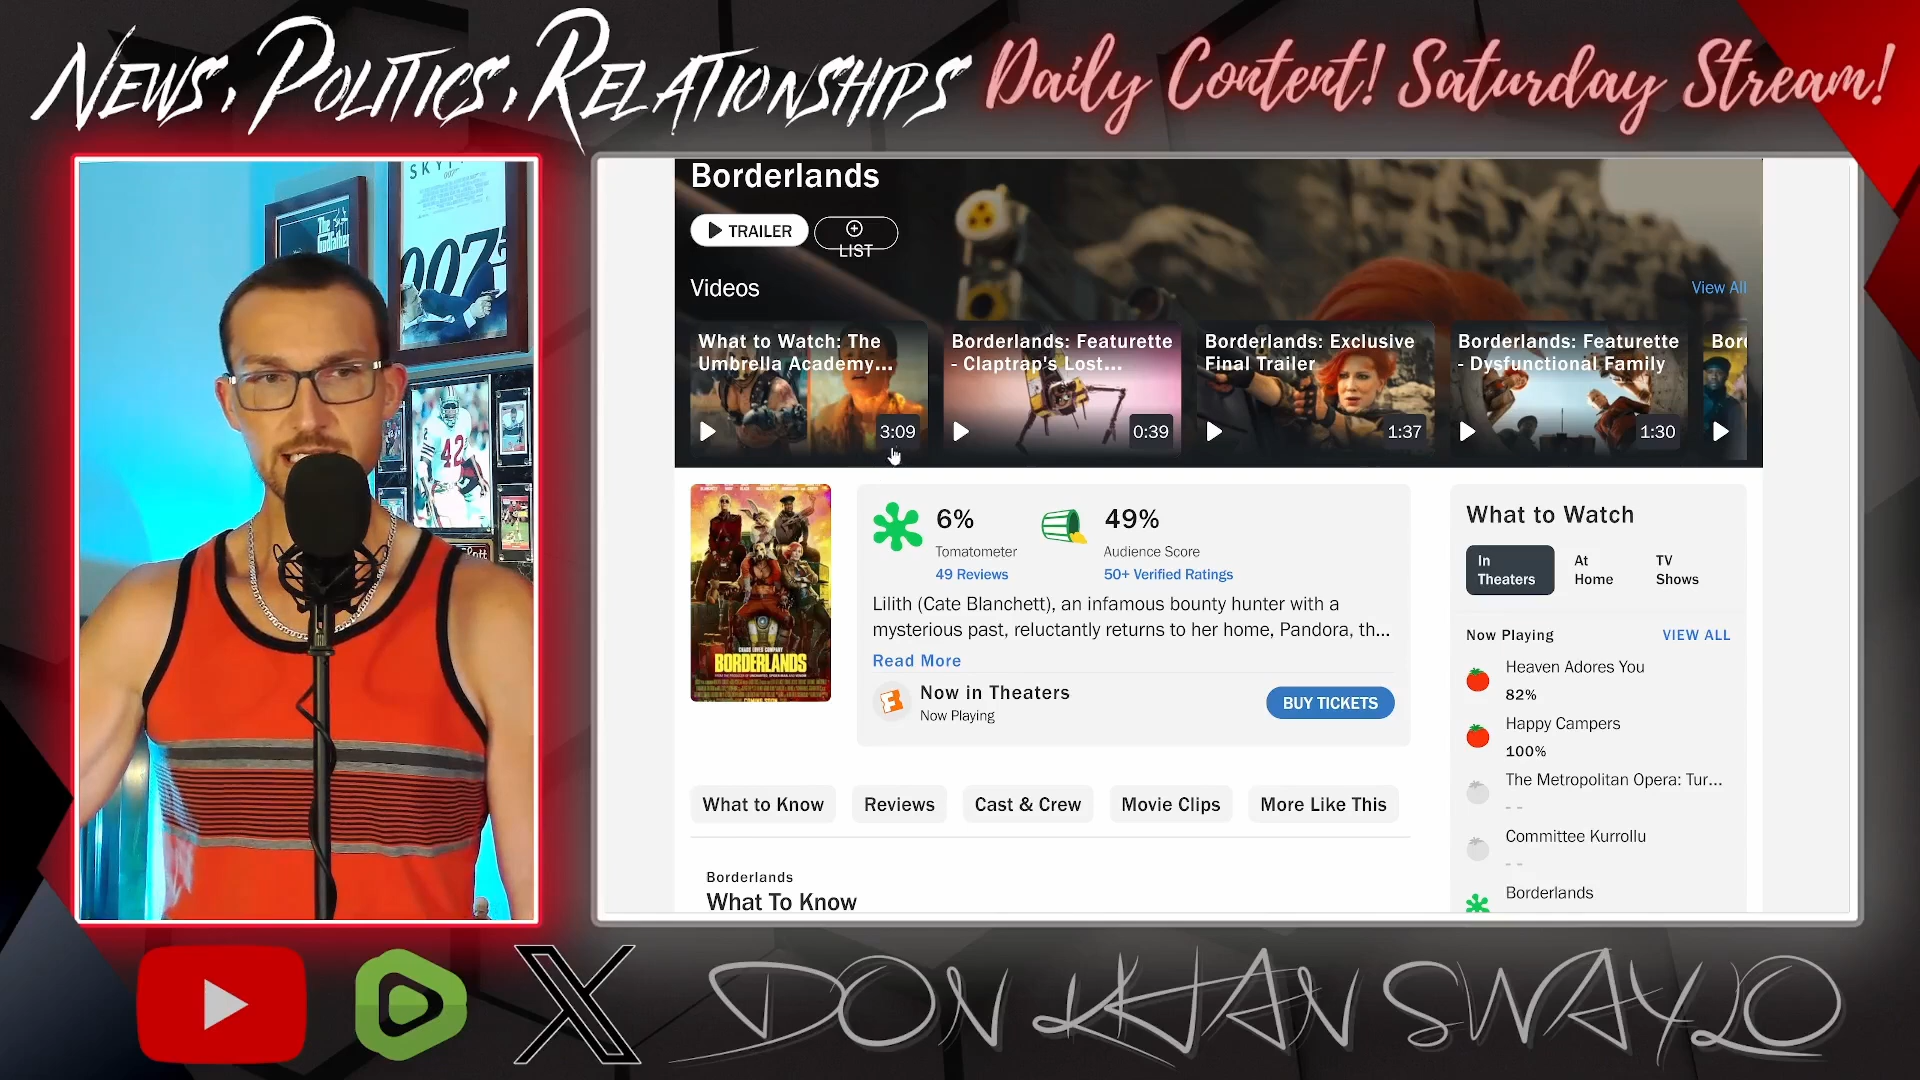 NEWS, POLITICS, RELATIONSHIPS
Daily Content! Saturday Stream!
SKYF
007
The
Godfather
007
42
Borderlands
TRAILER
LIST
Videos
View All
What to Watch: The
Umbrella Academy...
3:09
Borderlands: Featurette
- Claptrap's Lost...
0:39
Borderlands: Exclusive
Final Trailer
1:37
Borderlands: Featurette
- Dysfunctional Family
1:30
Bor
BORDERLANDS
6%
Tomatometer
49 Reviews
49%
Audience Score
50+ Verified Ratings
Lilith (Cate Blanchett), an infamous bounty hunter with a
mysterious past, reluctantly returns to her home, Pandora, th...
Read More
Now in Theaters
Now Playing
BUY TICKETS
What to Know
Reviews
Cast & Crew
Movie Clips
More Like This
Borderlands
What To Know
What to Watch
In
Theaters
At
Home
TV
Shows
Now Playing
VIEW ALL
Heaven Adores You
82%
Happy Campers
100%
The Metropolitan Opera: Tur...
- -
Committee Kurrollu
- -
Borderlands
X
DON KHAN SWAYLO